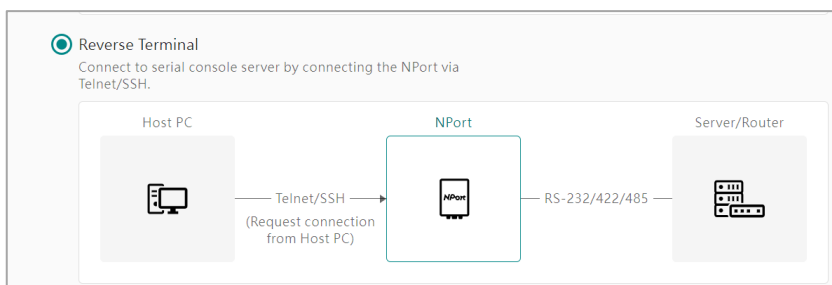 Reverse Terminal
Connect to serial console server by connecting the NPort via
Telnet/SSH.
Host PC
NPort
Server/Router
Telnet/SSH
NPort
RS-232/422/485
(Request connection
from Host PC)